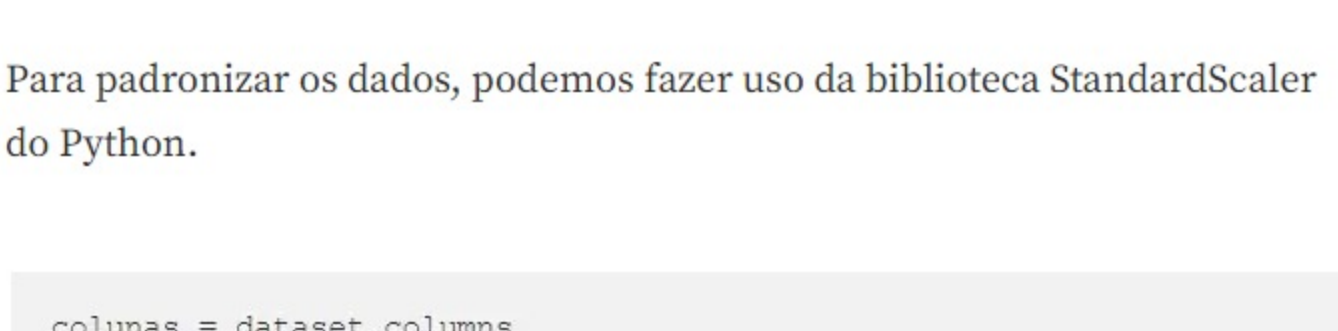 Para padronizar os dados, podemos fazer uso da biblioteca StandardScaler
do Python.
colunas = dataset.columns